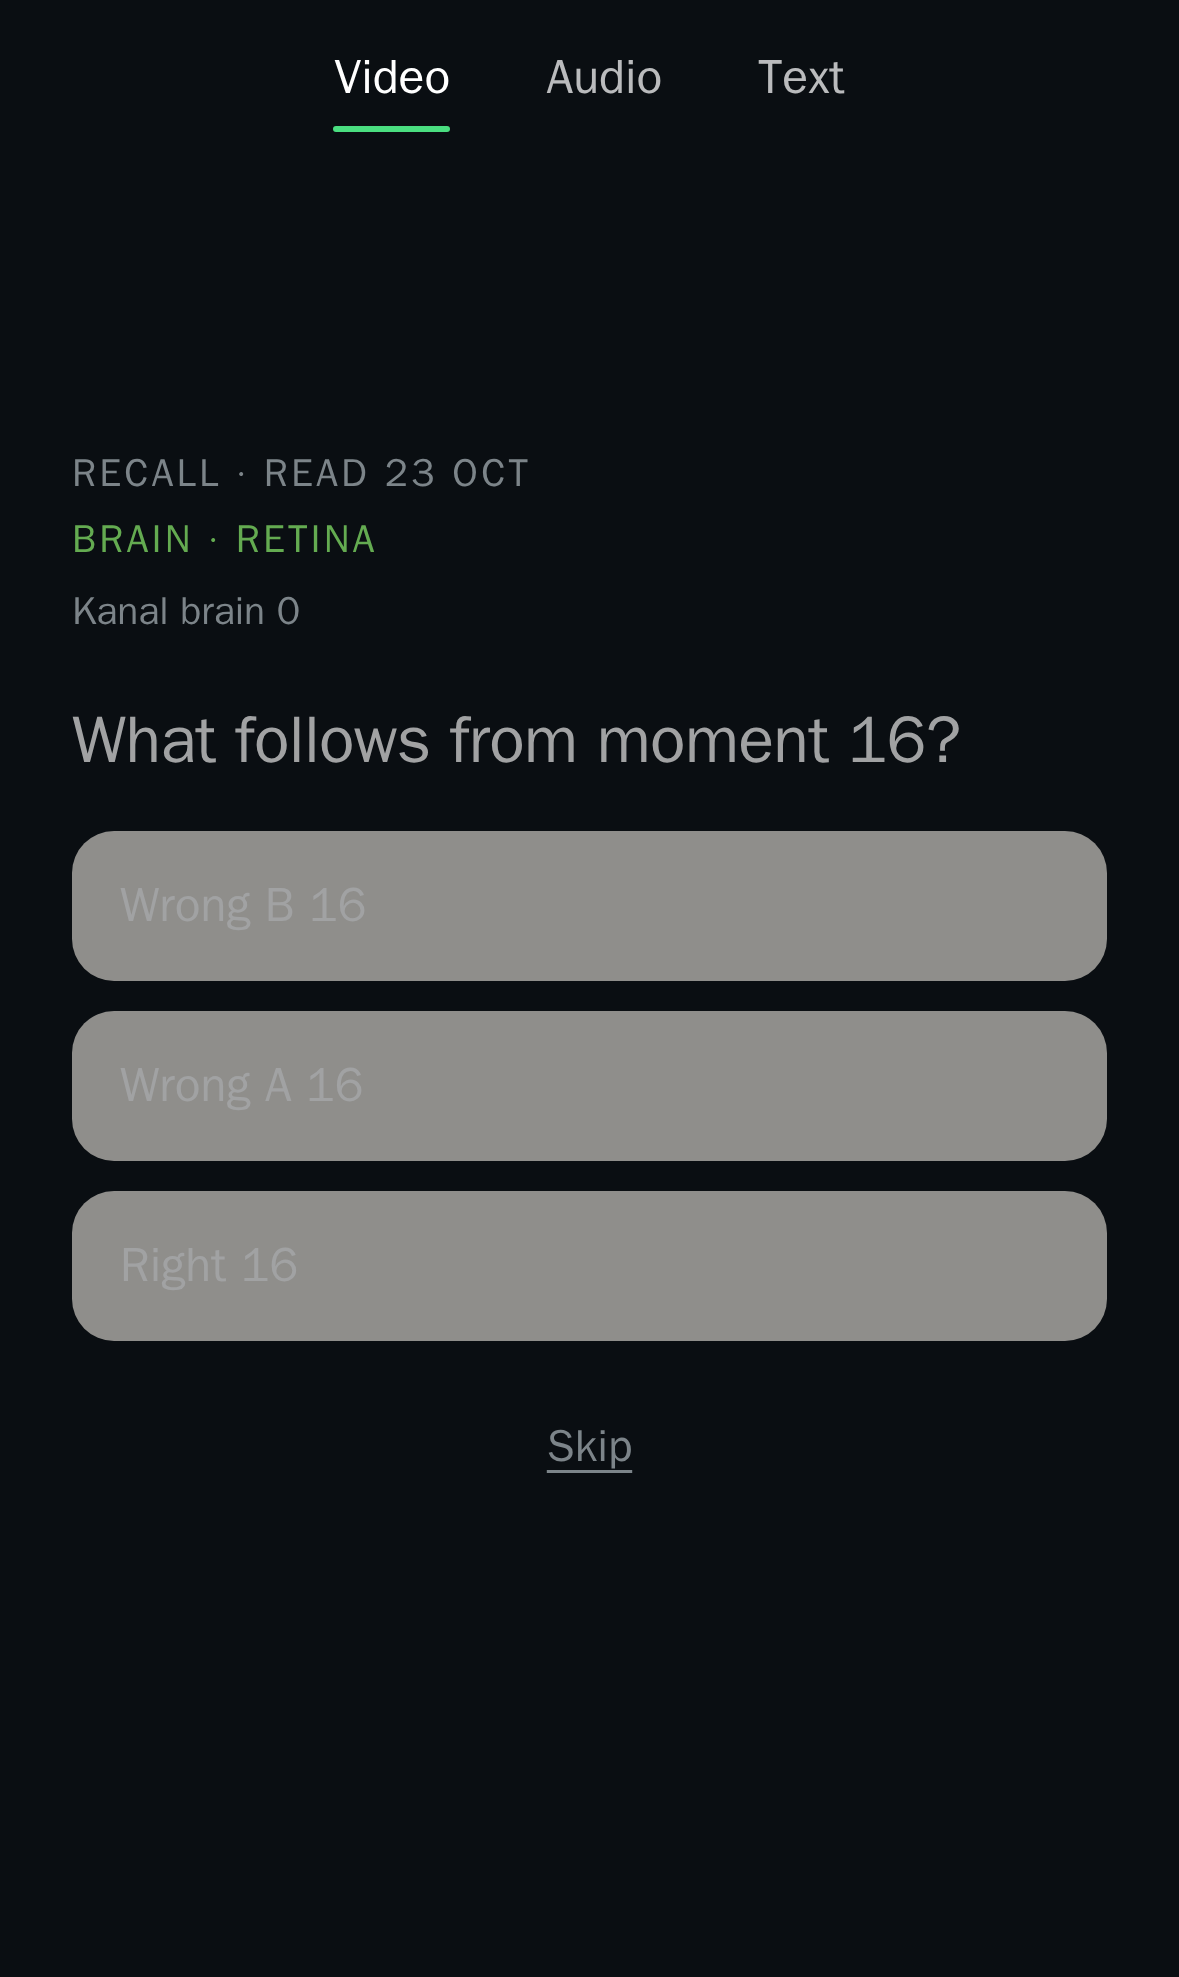 Video Audio Text
RECALL · READ 23 OCT
BRAIN · RETINA
Kanal brain 0
What follows from moment 16?
Wrong B 16
Wrong A 16
Right 16
Skip